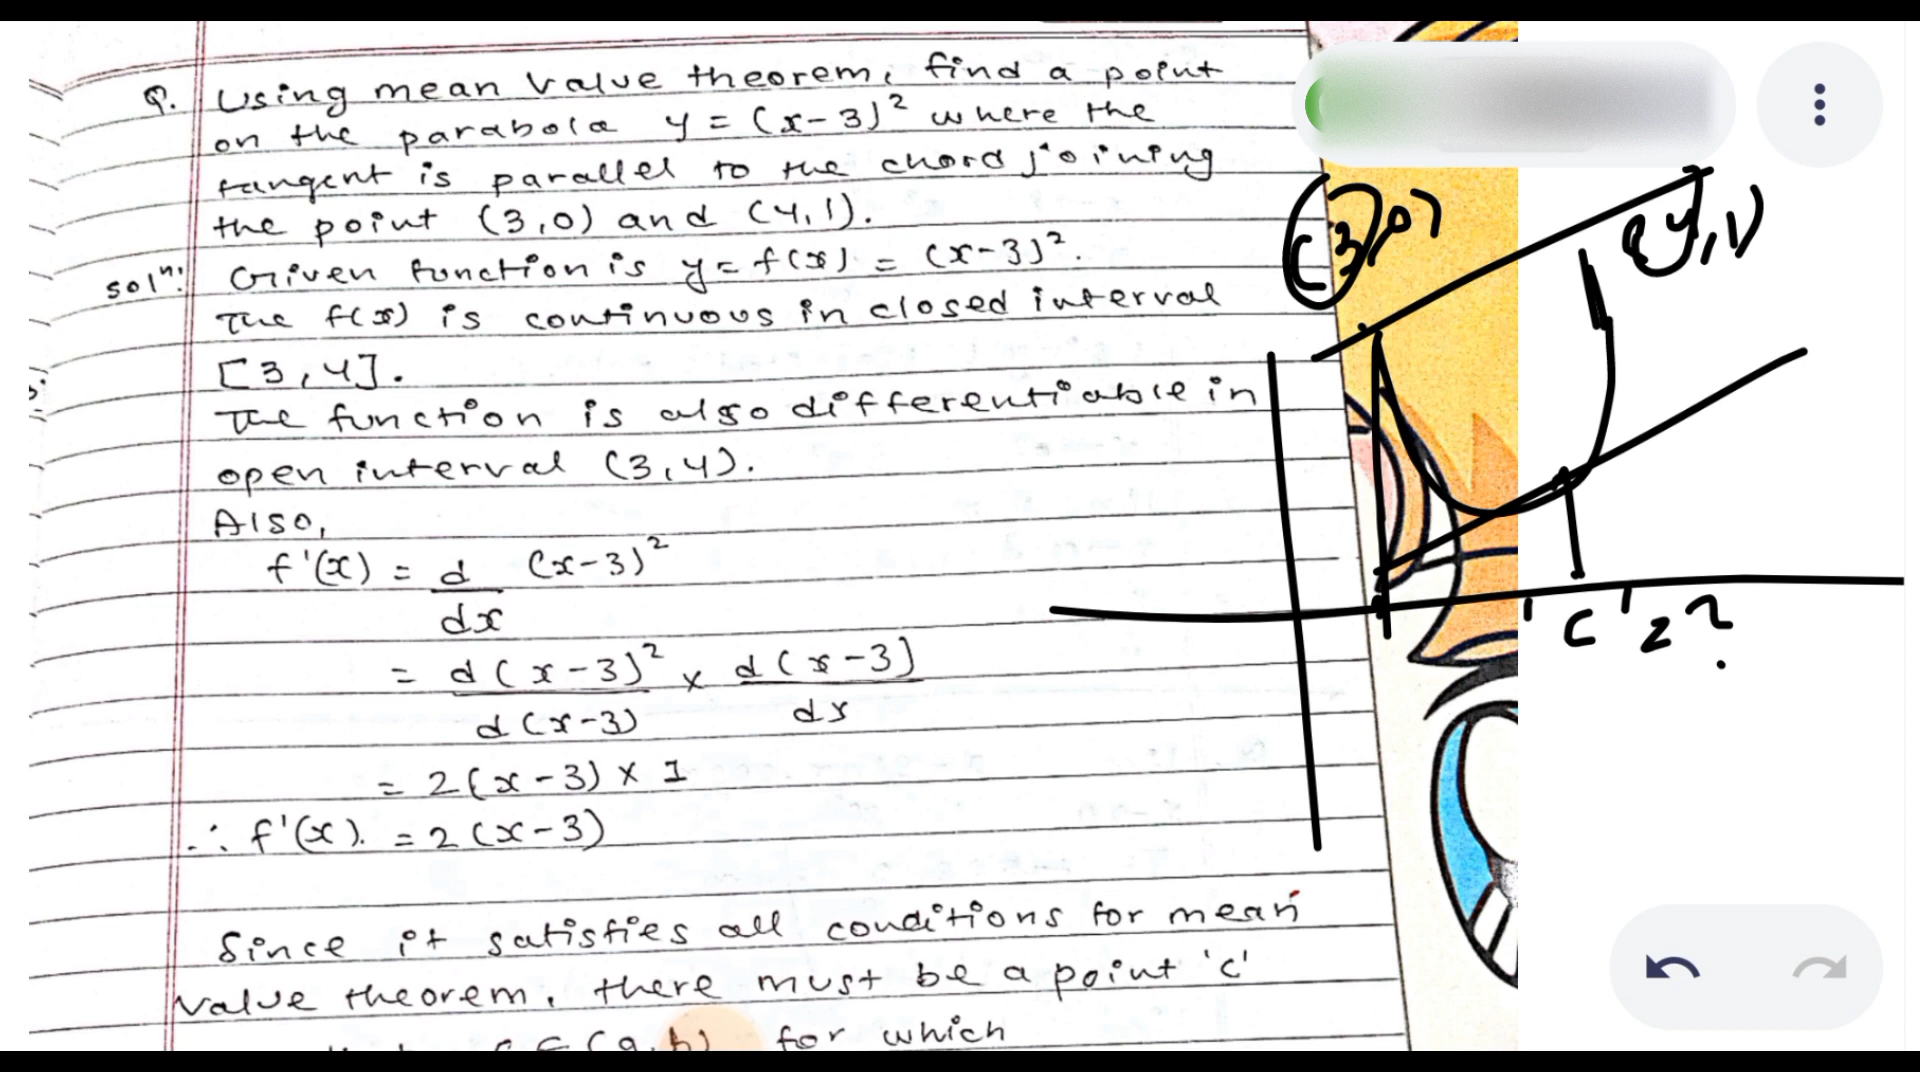 Q. Using mean value theorem, find a point
on the parabola y = (x-3)² where the
tangent is parallel to the chord joining
the point (3,0) and (4,1).
solⁿ: Given function is y = f(x) = (x-3)².
The f(x) is continuous in closed interval
[3,4].
The function is also differentiable in
open interval (3,4).
Also,
f'(x) = d/dx (x-3)²
= d(x-3)²/d(x-3) × d(x-3)/dx
= 2(x-3) × 1
∴ f'(x). = 2(x-3)
Since it satisfies all conditions for mean
value theorem, there must be a point 'c'
(a,b) for which
(3,0)
(4,1)
'c' = ?